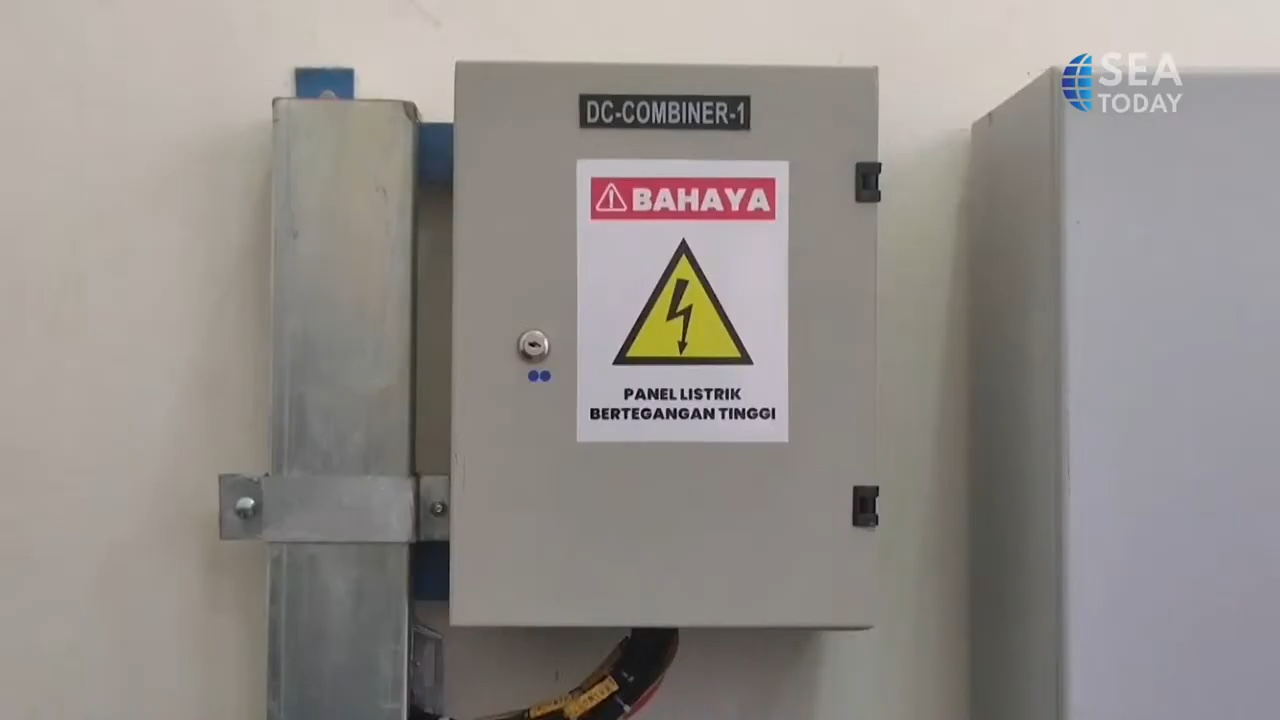 DC-COMBINER-1
BAHAYA
PANEL LISTRIK
BERTEGANGAN TINGGI
SEA
TODAY